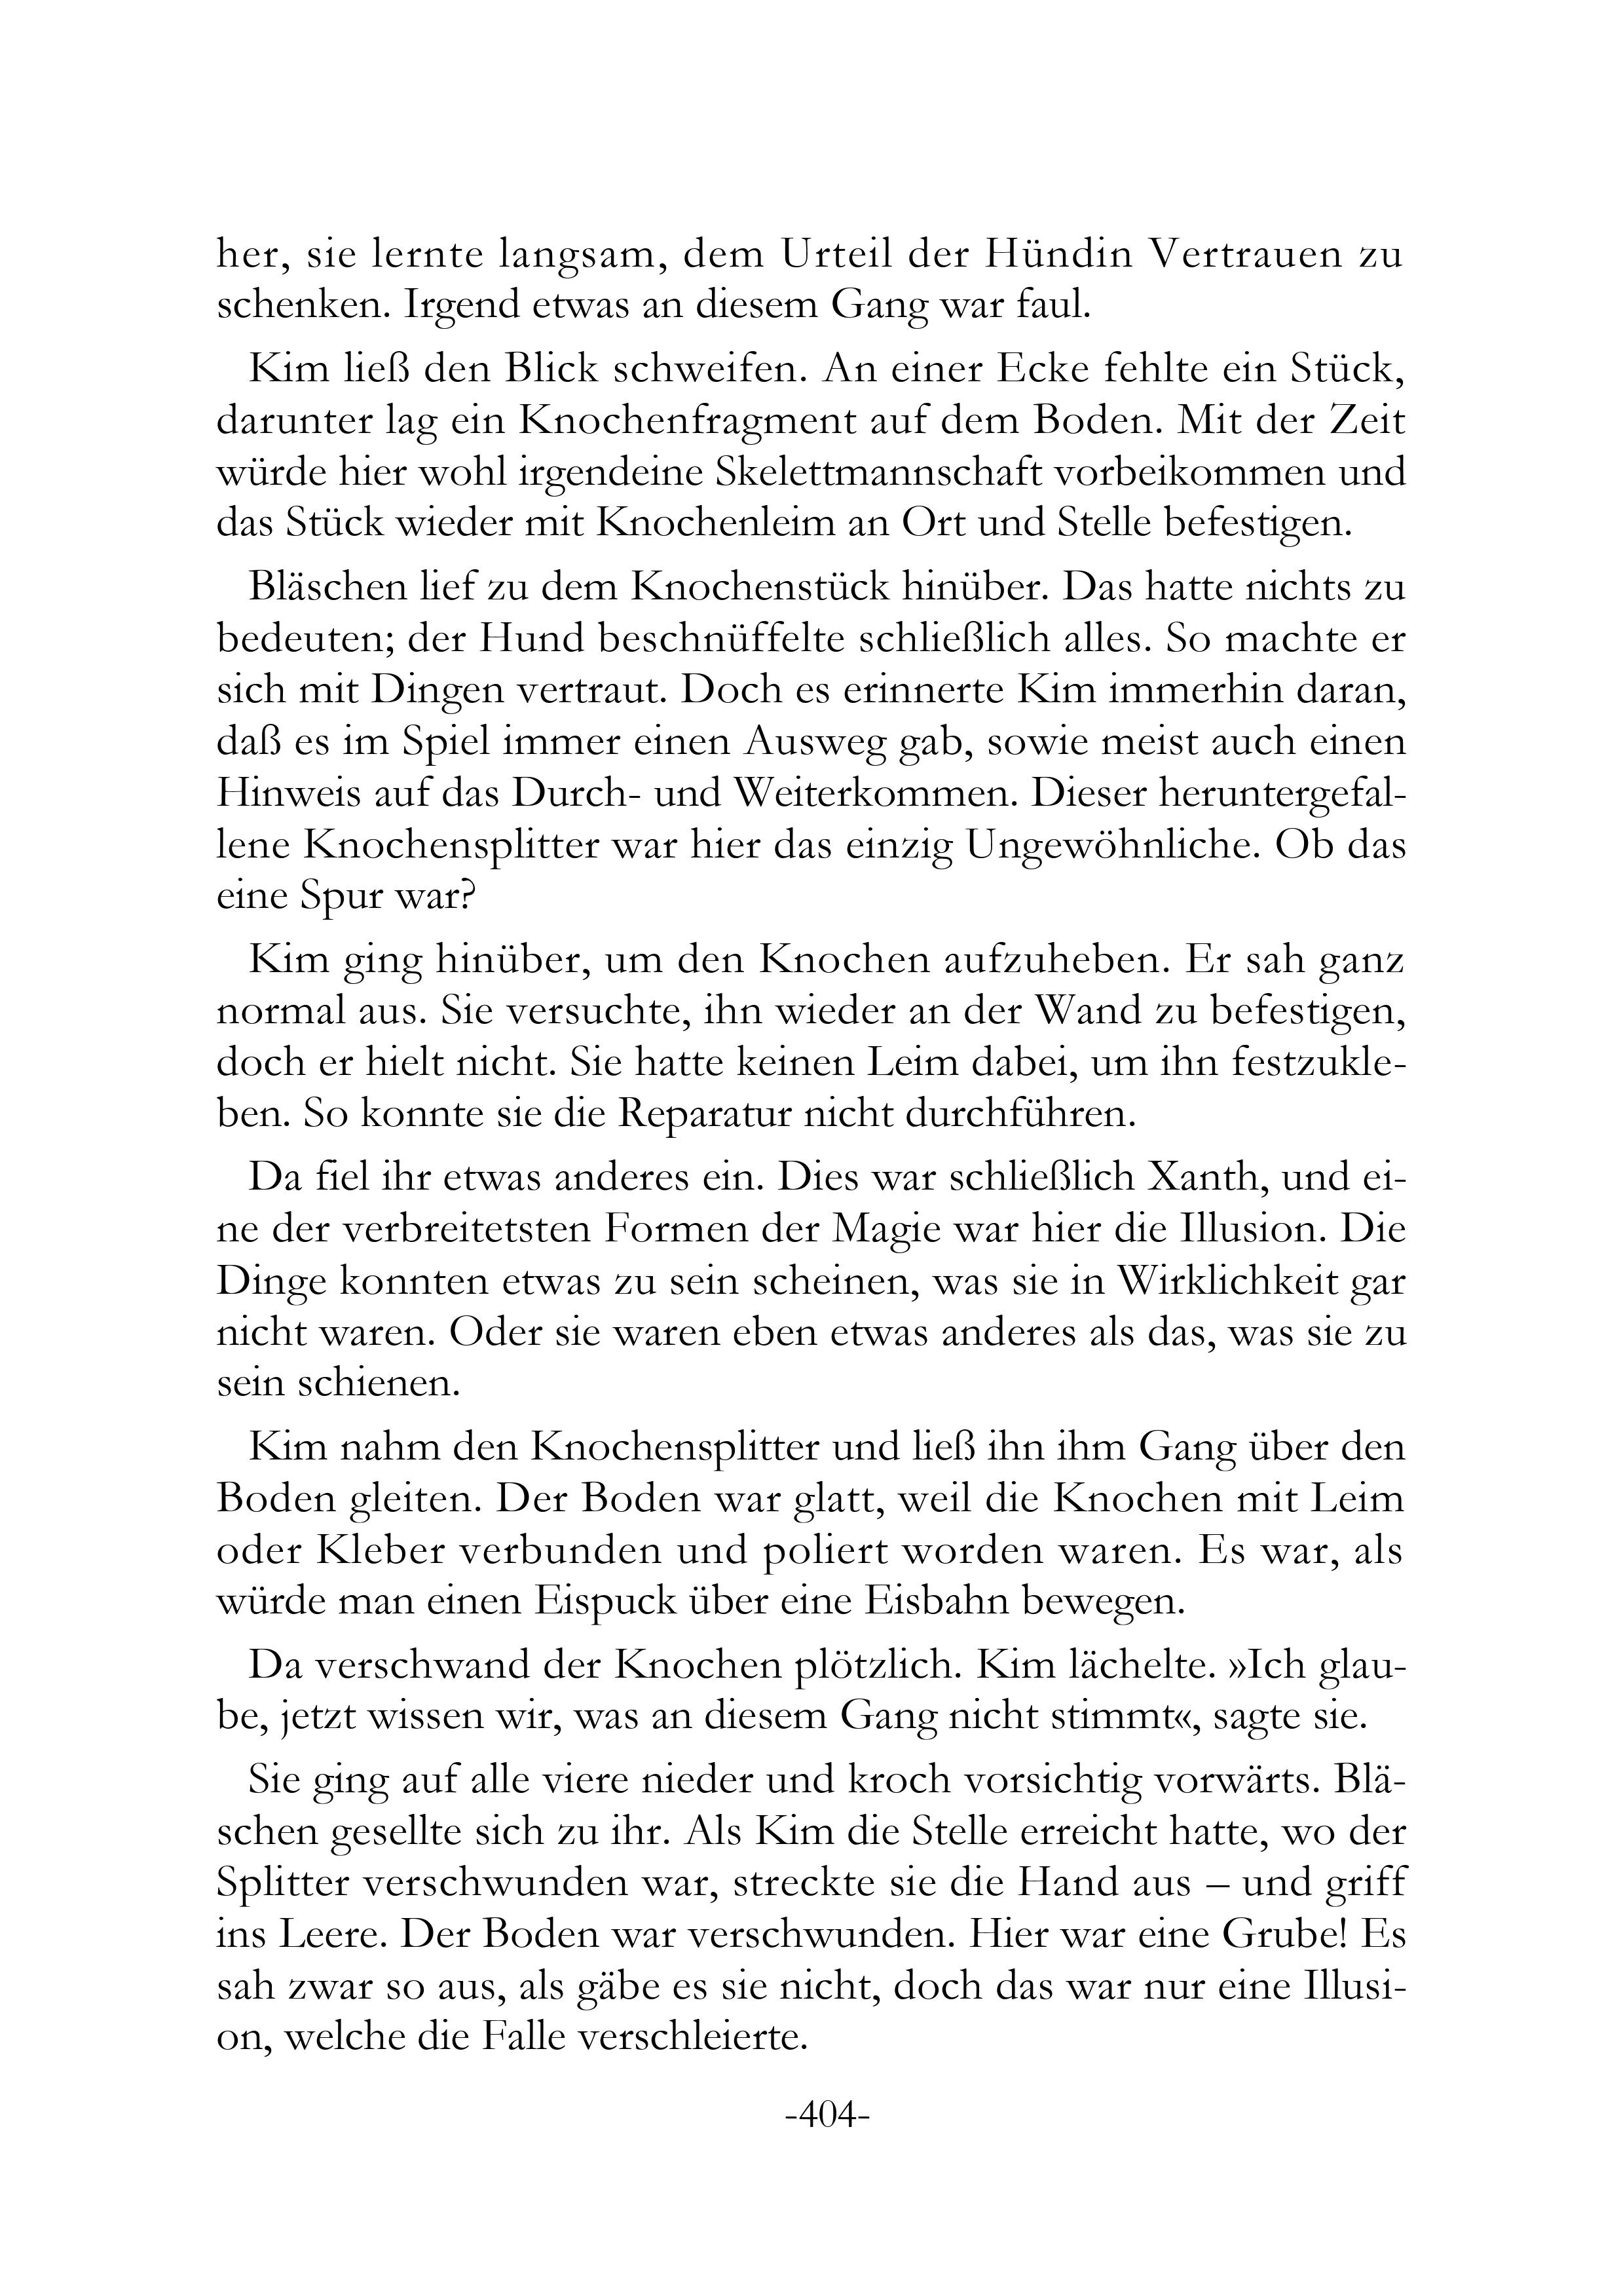 her, sie lernte langsam, dem Urteil der Hündin Vertrauen zu
schenken. Irgend etwas an diesem Gang war faul.
Kim ließ den Blick schweifen. An einer Ecke fehlte ein Stück,
darunter lag ein Knochenfragment auf dem Boden. Mit der Zeit
würde hier wohl irgendeine Skelettmannschaft vorbeikommen und
das Stück wieder mit Knochenleim an Ort und Stelle befestigen.
Bläschen lief zu dem Knochenstück hinüber. Das hatte nichts zu
bedeuten; der Hund beschnüffelte schließlich alles. So machte er
sich mit Dingen vertraut. Doch es erinnerte Kim immerhin daran,
daß es im Spiel immer einen Ausweg gab, sowie meist auch einen
Hinweis auf das Durch- und Weiterkommen. Dieser heruntergefal-
lene Knochensplitter war hier das einzig Ungewöhnliche. Ob das
eine Spur war?
Kim ging hinüber, um den Knochen aufzuheben. Er sah ganz
normal aus. Sie versuchte, ihn wieder an der Wand zu befestigen,
doch er hielt nicht. Sie hatte keinen Leim dabei, um ihn festzukle-
ben. So konnte sie die Reparatur nicht durchführen.
Da fiel ihr etwas anderes ein. Dies war schließlich Xanth, und ei-
ne der verbreitetsten Formen der Magie war hier die Illusion. Die
Dinge konnten etwas zu sein scheinen, was sie in Wirklichkeit gar
nicht waren. Oder sie waren eben etwas anderes als das, was sie zu
sein schienen.
Kim nahm den Knochensplitter und ließ ihn ihm Gang über den
Boden gleiten. Der Boden war glatt, weil die Knochen mit Leim
oder Kleber verbunden und poliert worden waren. Es war, als
würde man einen Eispuck über eine Eisbahn bewegen.
Da verschwand der Knochen plötzlich. Kim lächelte. »Ich glau-
be, jetzt wissen wir, was an diesem Gang nicht stimmt«, sagte sie.
Sie ging auf alle viere nieder und kroch vorsichtig vorwärts. Blä-
schen gesellte sich zu ihr. Als Kim die Stelle erreicht hatte, wo der
Splitter verschwunden war, streckte sie die Hand aus – und griff
ins Leere. Der Boden war verschwunden. Hier war eine Grube! Es
sah zwar so aus, als gäbe es sie nicht, doch das war nur eine Illusi-
on, welche die Falle verschleierte.
-404-